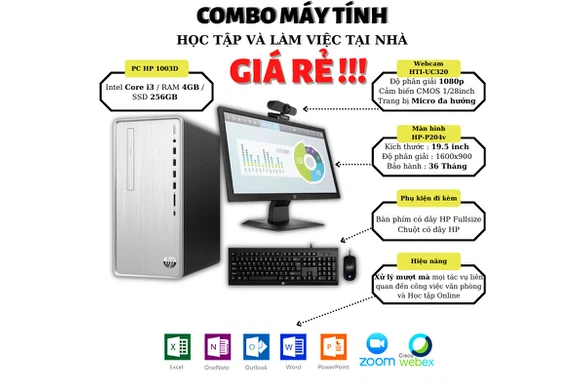 COMBO MÁY TÍNH
HỌC TẬP VÀ LÀM VIỆC TẠI NHÀ
GIÁ RẺ !!!
PC HP 1003D
Intel Core i3 / RAM 4GB /
SSD 256GB
Webcam
HTI-UC320
Độ phân giải 1080p
Cảm biến CMOS 1/28inch
Trang bị Micro đa hướng
Màn hình
HP-P204v
Kích thước : 19.5 inch
Độ phân giải : 1600x900
Bảo hành : 36 Tháng
Phụ kiện đi kèm
Bàn phím có dây HP Fullsize
Chuột có dây HP
Hiệu năng
Xử lý mượt mà mọi tác vụ liên
quan đến công việc văn phòng
và Học tập Online
Excel
OneNote
Outlook
Word
PowerPoint
zoom
Cisco
webex